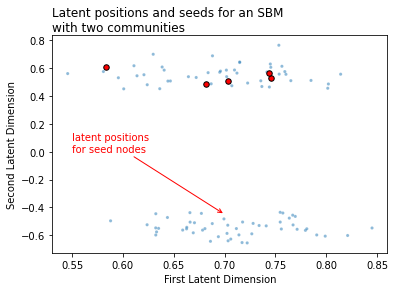 Latent positions and seeds for an SBM
with two communities
Second Latent Dimension
0.8
0.6
0.4
0.2
0.0
−0.2
−0.4
−0.6
latent positions
for seed nodes
0.55
0.60
0.65
0.70
0.75
0.80
0.85
First Latent Dimension